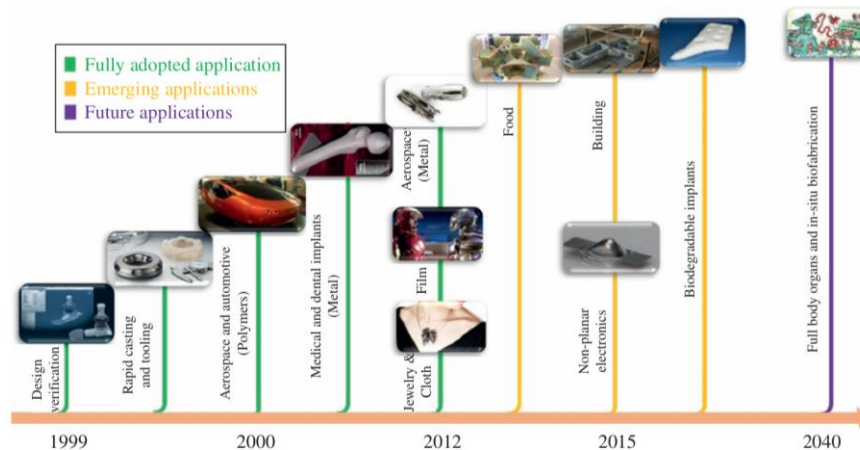 Fully adopted application
Emerging applications
Future applications
Design
verification
Rapid casting
and tooling
Aerospace and automotive
(Polymers)
Medical and dental implants
(Metal)
Aerospace
(Metal)
Film
Jewelry &
Cloth
Food
Building
Non-planar
electronics
Biodegradable implants
Full body organs and in-situ biofabrication
1999
2000
2012
2015
2040